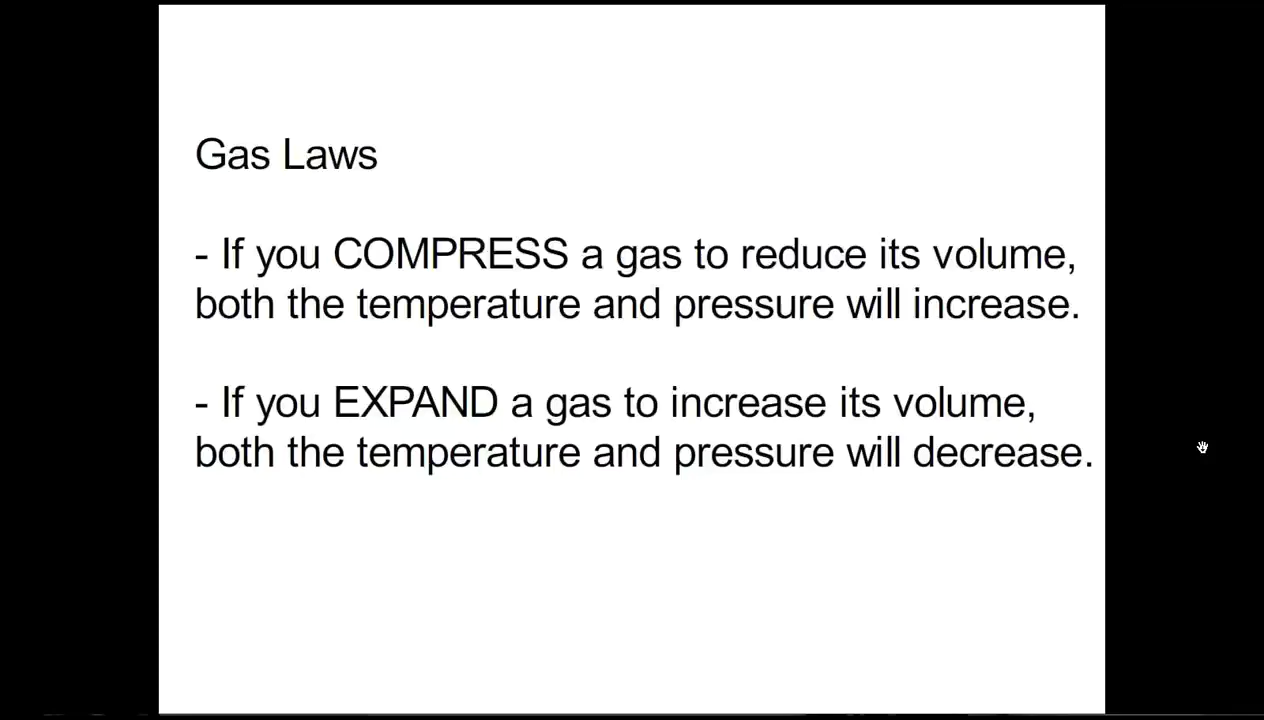 Gas Laws
- If you COMPRESS a gas to reduce its volume,
both the temperature and pressure will increase.
- If you EXPAND a gas to increase its volume,
both the temperature and pressure will decrease.